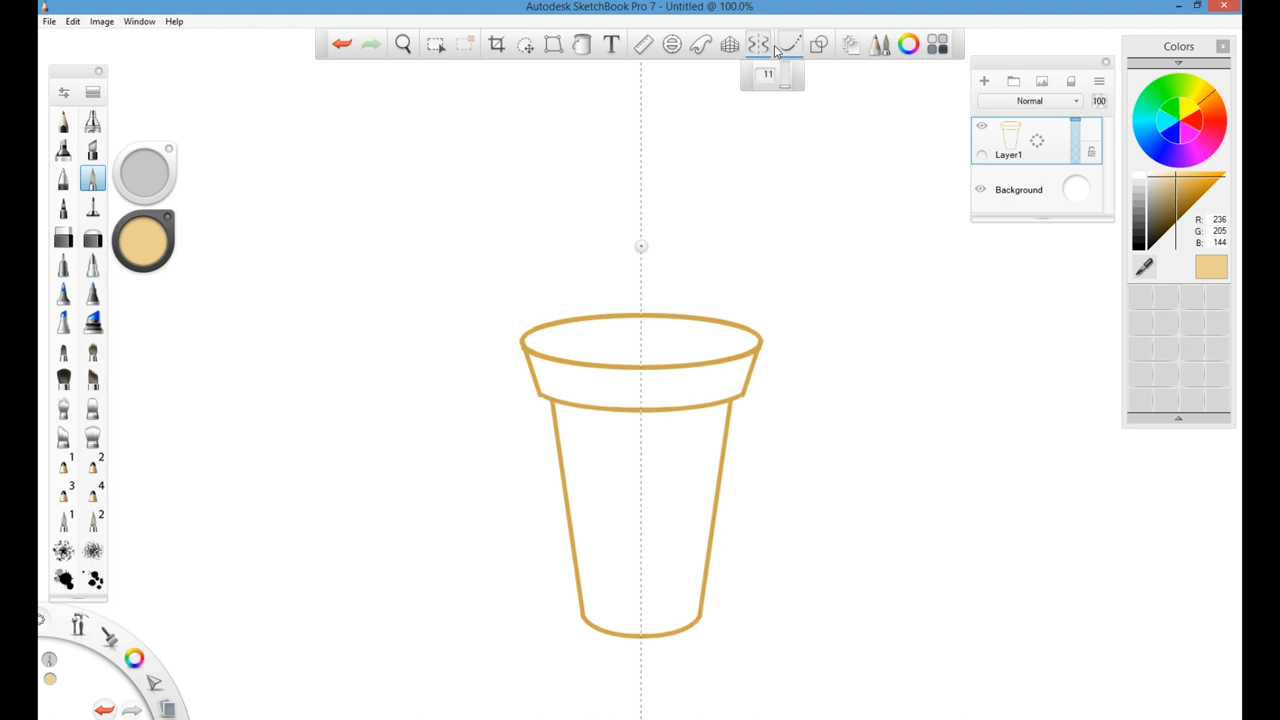 Autodesk SketchBook Pro 7 - Untitled @ 100.0%
File Edit Image Window Help
T
11
Colors
Normal 100
Layer1
Background
R: 236
G: 205
B: 144
1 2
3 4
1 2